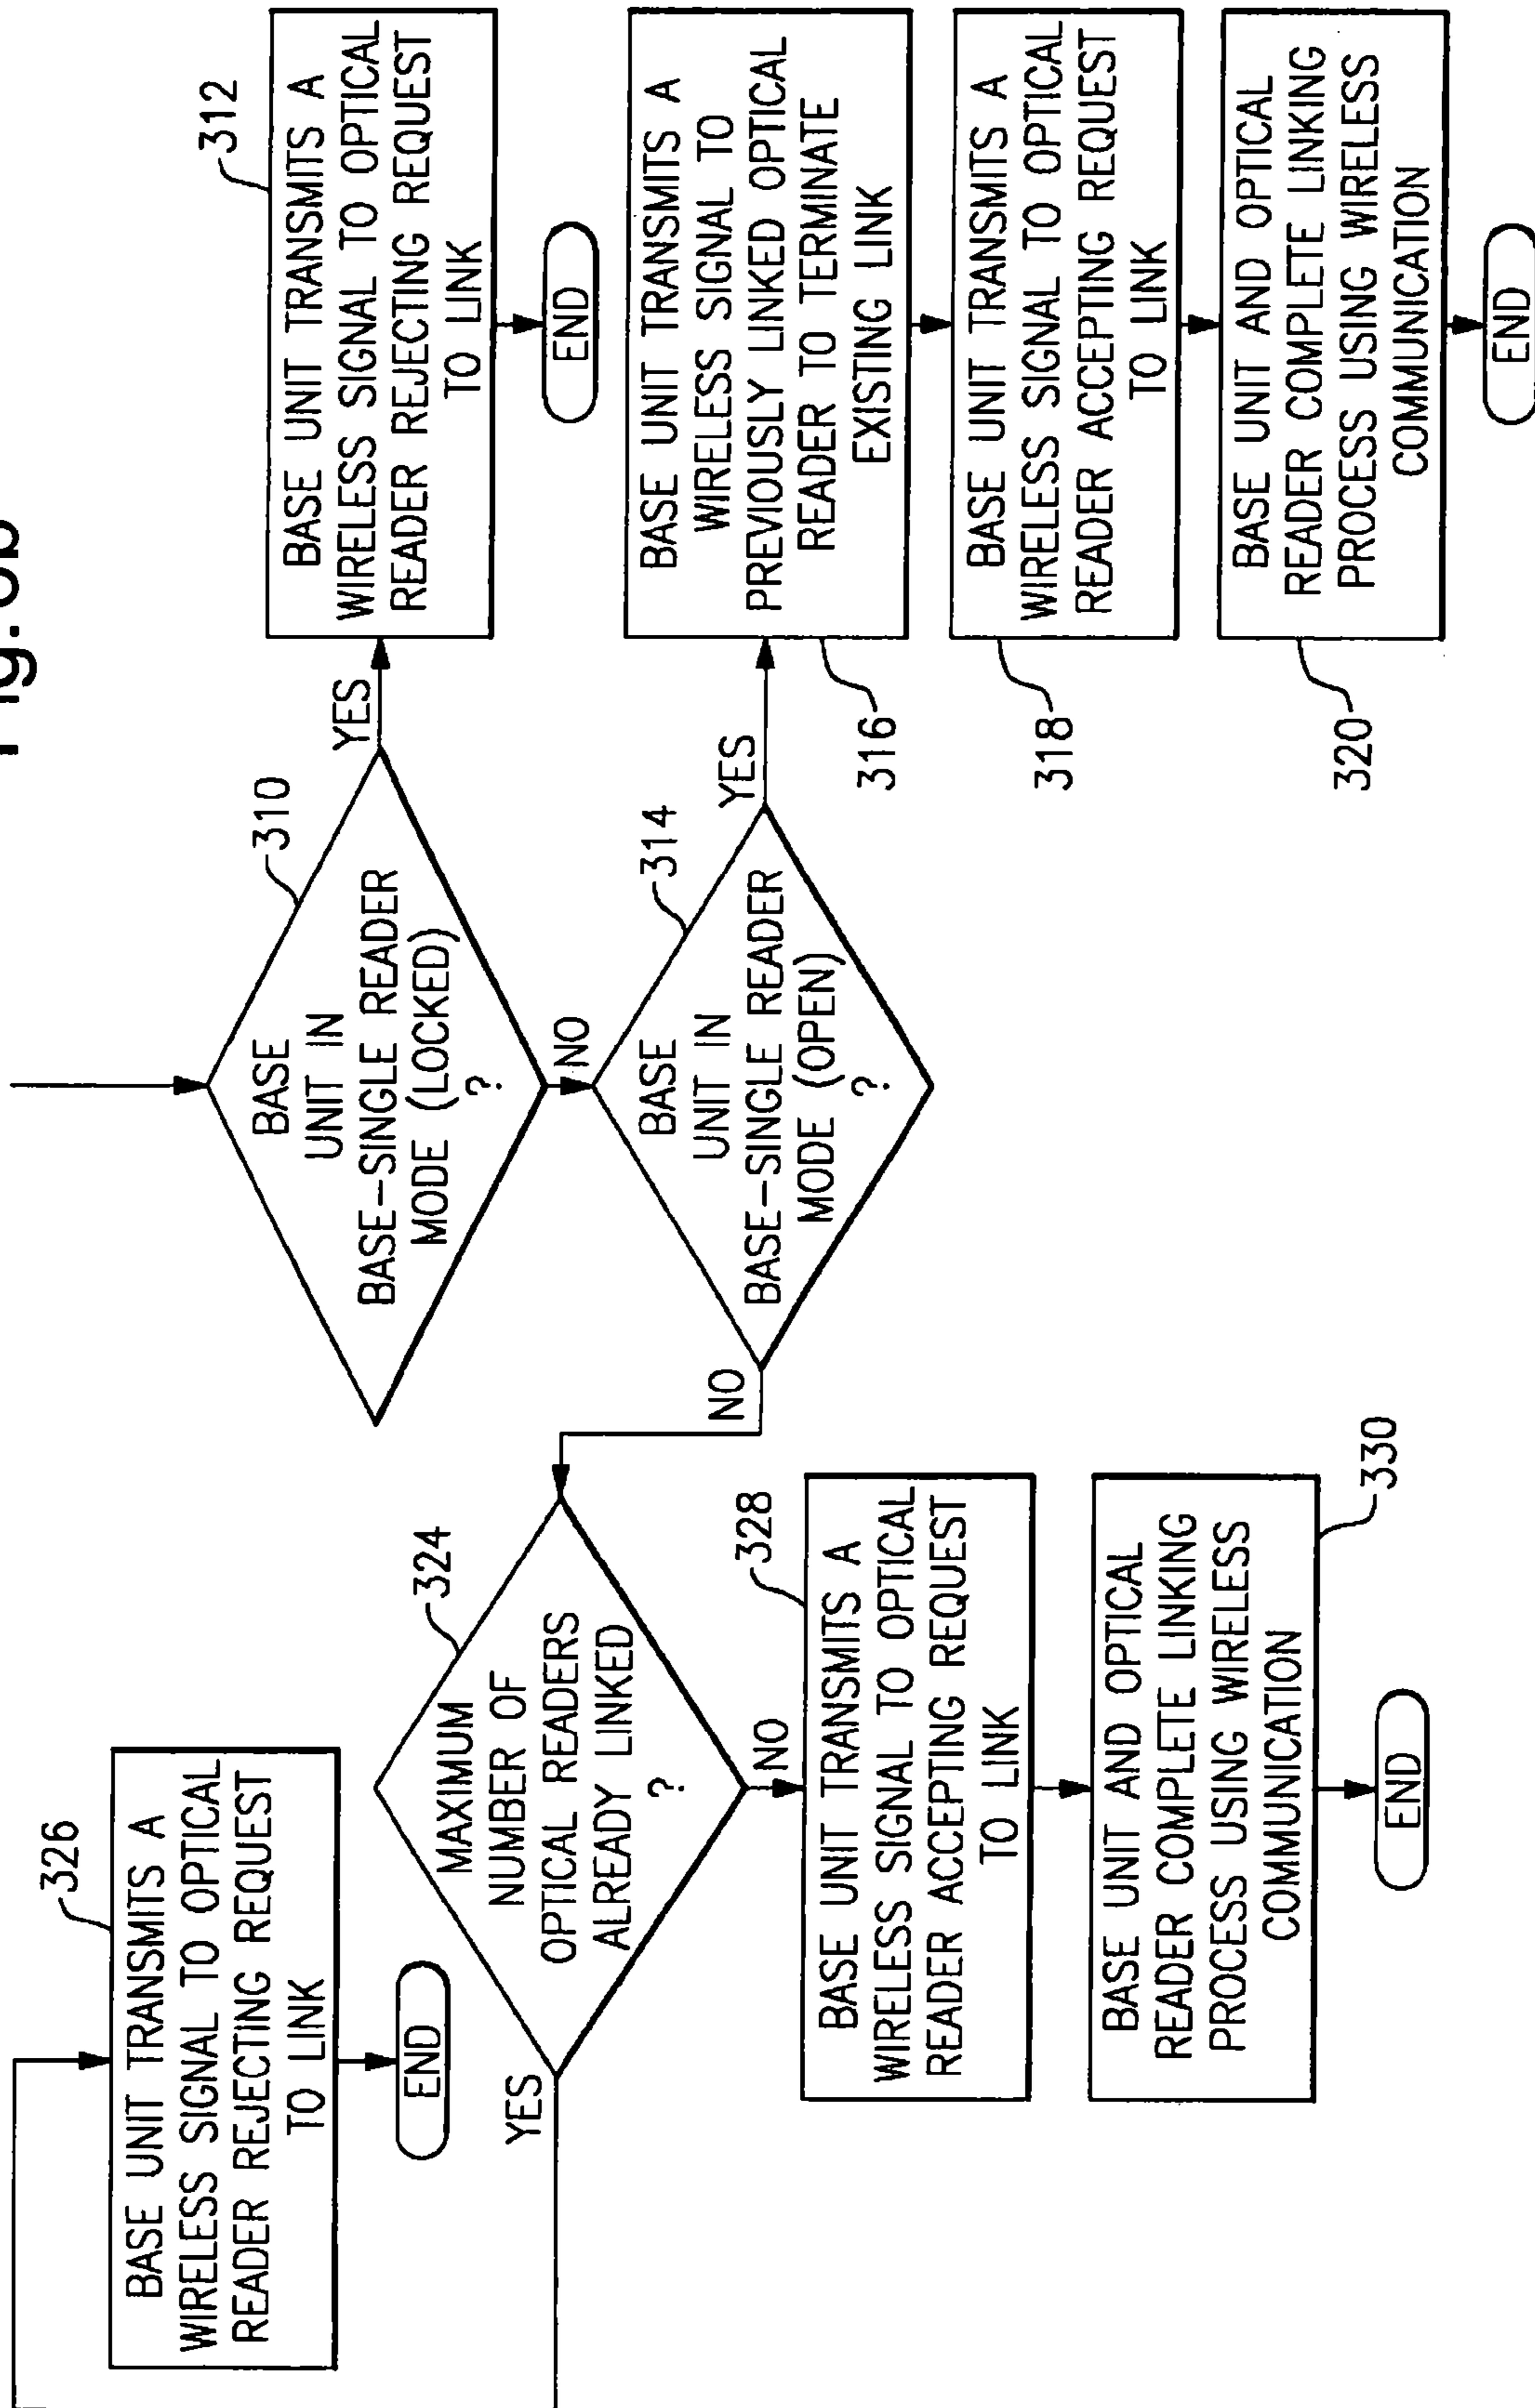 326
BASE UNIT TRANSMITS A
WIRELESS SIGNAL TO OPTICAL
READER REJECTING REQUEST
TO LINK
END
324
MAXIMUM
NUMBER OF
OPTICAL READERS
ALREADY LINKED
?
YES
NO
328
BASE UNIT TRANSMITS A
WIRELESS SIGNAL TO OPTICAL
READER ACCEPTING REQUEST
TO LINK
BASE UNIT AND OPTICAL
READER COMPLETE LINKING
PROCESS USING WIRELESS
COMMUNICATION
330
END
310
BASE
UNIT IN
BASE-SINGLE READER
MODE (LOCKED)
?
YES
NO
314
BASE
UNIT IN
BASE-SINGLE READER
MODE (OPEN)
?
YES
NO
312
BASE UNIT TRANSMITS A
WIRELESS SIGNAL TO OPTICAL
READER REJECTING REQUEST
TO LINK
END
BASE UNIT TRANSMITS A
WIRELESS SIGNAL TO
PREVIOUSLY LINKED OPTICAL
READER TO TERMINATE
EXISTING LINK
316
BASE UNIT TRANSMITS A
WIRELESS SIGNAL TO OPTICAL
READER ACCEPTING REQUEST
TO LINK
318
BASE UNIT AND OPTICAL
READER COMPLETE LINKING
PROCESS USING WIRELESS
COMMUNICATION
320
END